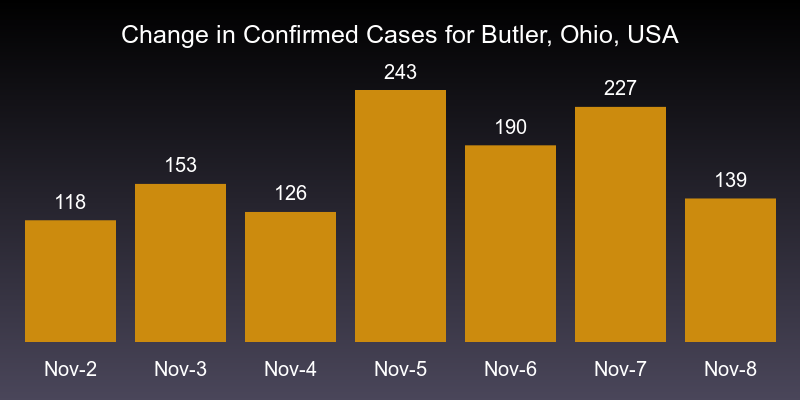 Change in Confirmed Cases for Butler, Ohio, USA
118
153
126
243
190
227
139
Nov-2
Nov-3
Nov-4
Nov-5
Nov-6
Nov-7
Nov-8